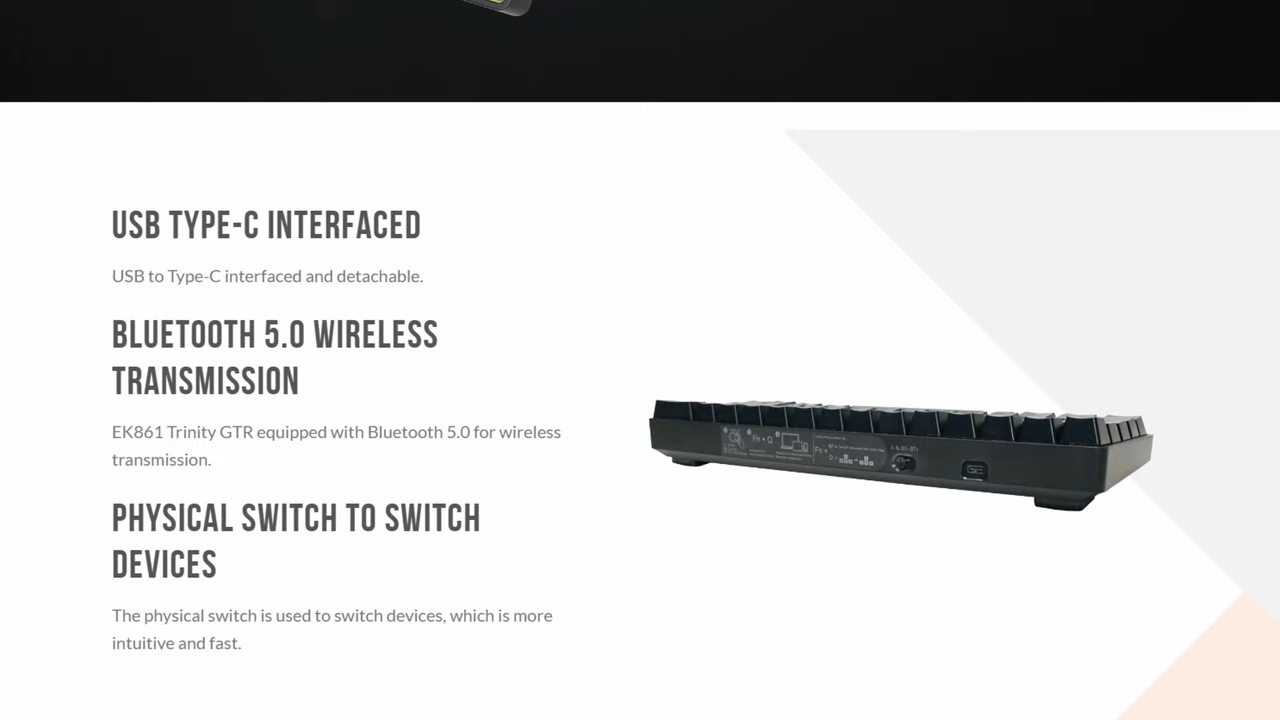 USB TYPE-C INTERFACED
USB to Type-C interfaced and detachable.
BLUETOOTH 5.0 WIRELESS
TRANSMISSION
EK861 Trinity GTR equipped with Bluetooth 5.0 for wireless
transmission.
PHYSICAL SWITCH TO SWITCH
DEVICES
The physical switch is used to switch devices, which is more
intuitive and fast.
Fn + Q
Fn +